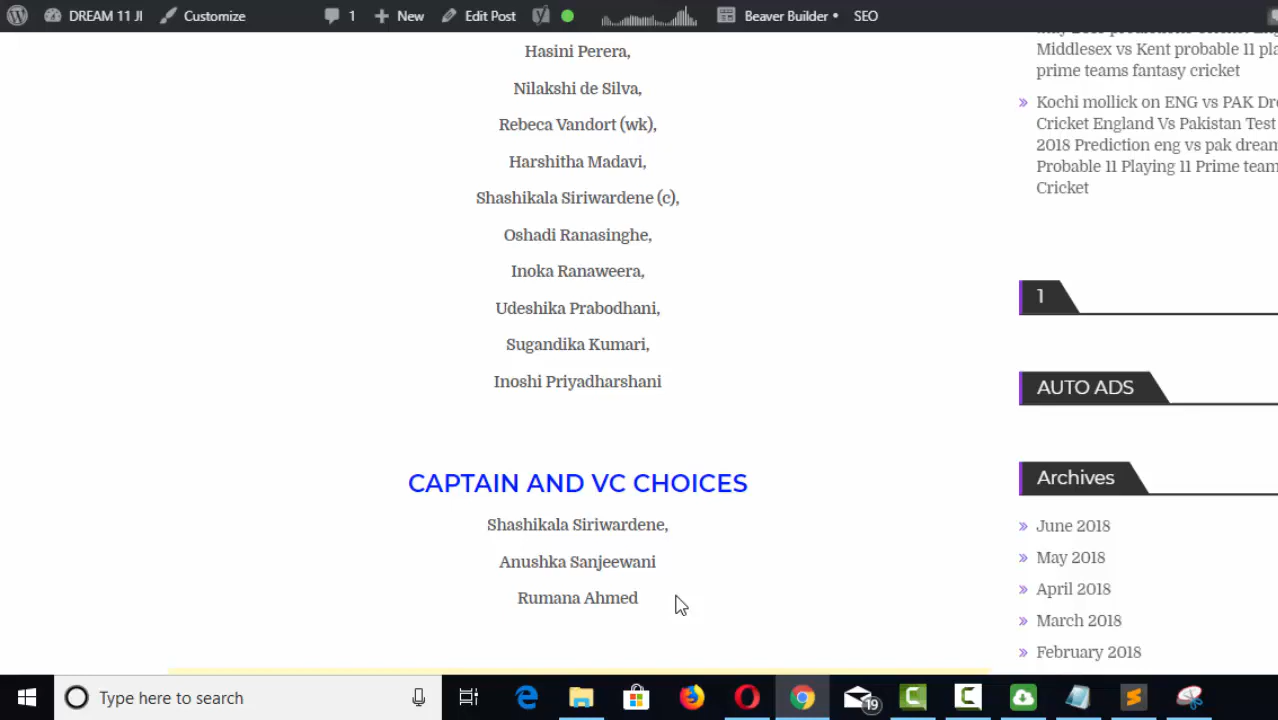 DREAM 11 JI Customize 1 New Edit Post Beaver Builder SEO
Hasini Perera,
Nilakshi de Silva,
Rebeca Vandort (wk),
Harshitha Madavi,
Shashikala Siriwardene (c),
Oshadi Ranasinghe,
Inoka Ranaweera,
Udeshika Prabodhani,
Sugandika Kumari,
Inoshi Priyadharshani
CAPTAIN AND VC CHOICES
Shashikala Siriwardene,
Anushka Sanjeewani
Rumana Ahmed
Middlesex vs Kent probable 11 pla
prime teams fantasy cricket
» Kochi mollick on ENG vs PAK Dre
Cricket England Vs Pakistan Test
2018 Prediction eng vs pak dream
Probable 11 Playing 11 Prime team
Cricket
1
AUTO ADS
Archives
» June 2018
» May 2018
» April 2018
» March 2018
» February 2018
Type here to search
19